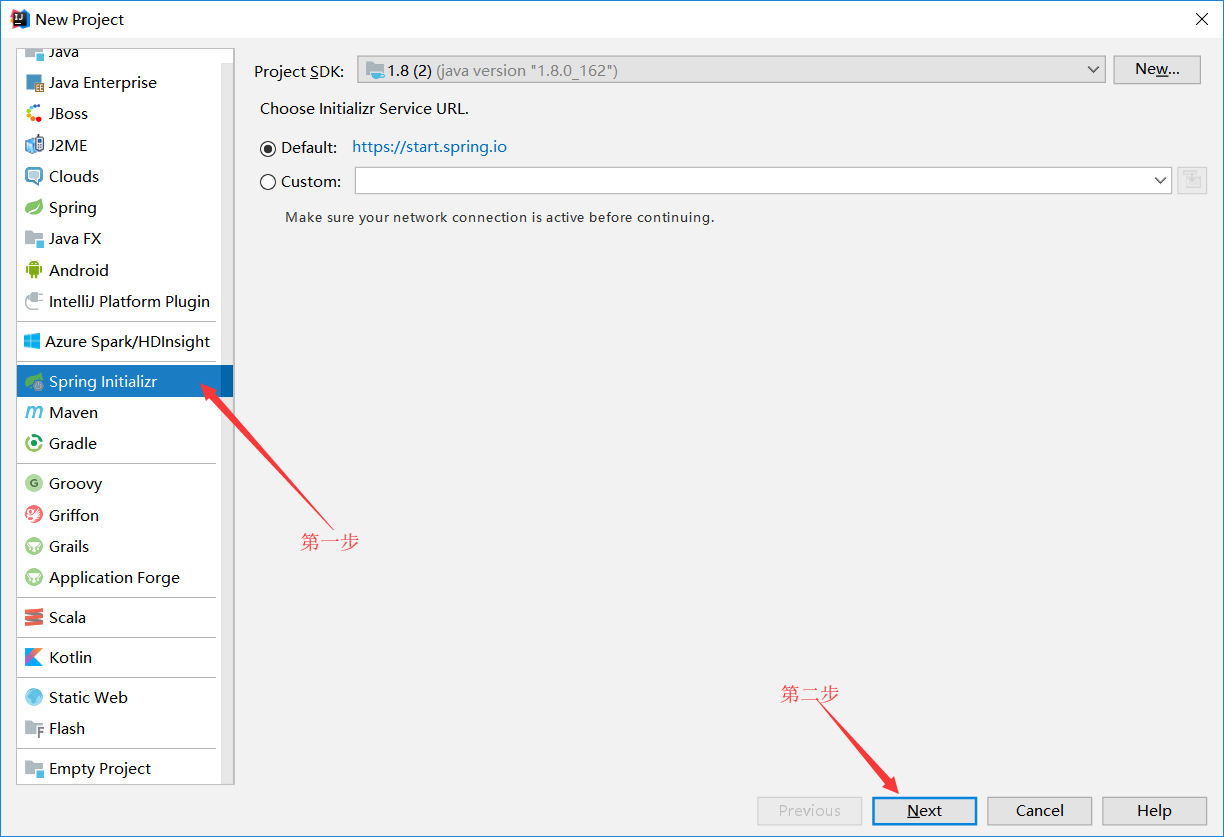 New Project
Java
Java Enterprise
JBoss
J2ME
Clouds
Spring
Java FX
Android
IntelliJ Platform Plugin
Azure Spark/HDInsight
Spring Initializr
Maven
Gradle
Groovy
Griffon
Grails
Application Forge
Scala
Kotlin
Static Web
Flash
Empty Project
Project SDK: 1.8 (2) (java version "1.8.0_162") New...
Choose Initializr Service URL.
Default: https://start.spring.io
Custom:
Make sure your network connection is active before continuing.
第一步
第二步
Previous Next Cancel Help